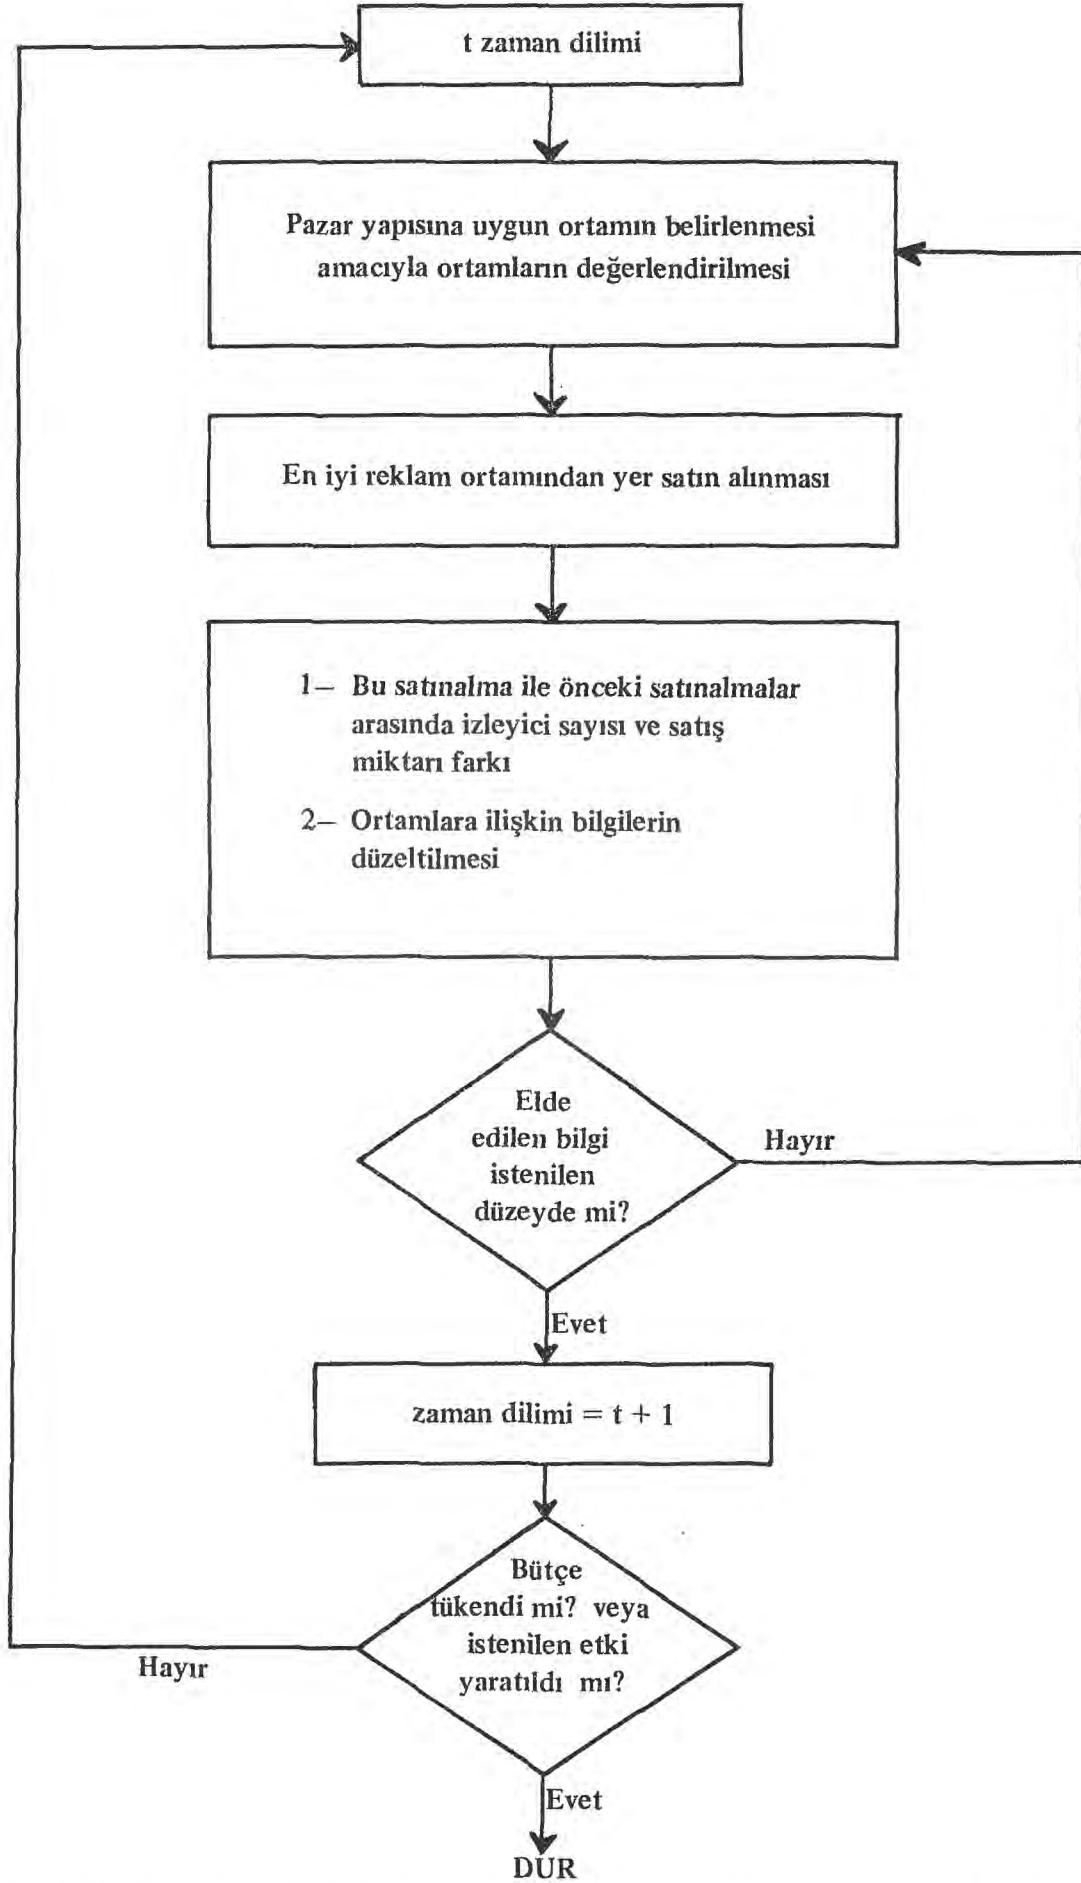 t zaman dilimi
Pazar yapısına uygun ortamın belirlenmesi
amacıyla ortamların değerlendirilmesi
En iyi reklam ortamından yer satın alınması
1— Bu satınalma ile önceki satınalmalar
arasında izleyici sayısı ve satış
miktarı farkı
2— Ortamlara ilişkin bilgilerin
düzeltilmesi
Elde
edilen bilgi
istenilen
düzeyde mi?
Hayır
Evet
zaman dilimi = t + 1
Bütçe
tükendi mi? veya
istenilen etki
yaratıldı mı?
Hayır
Evet
DUR